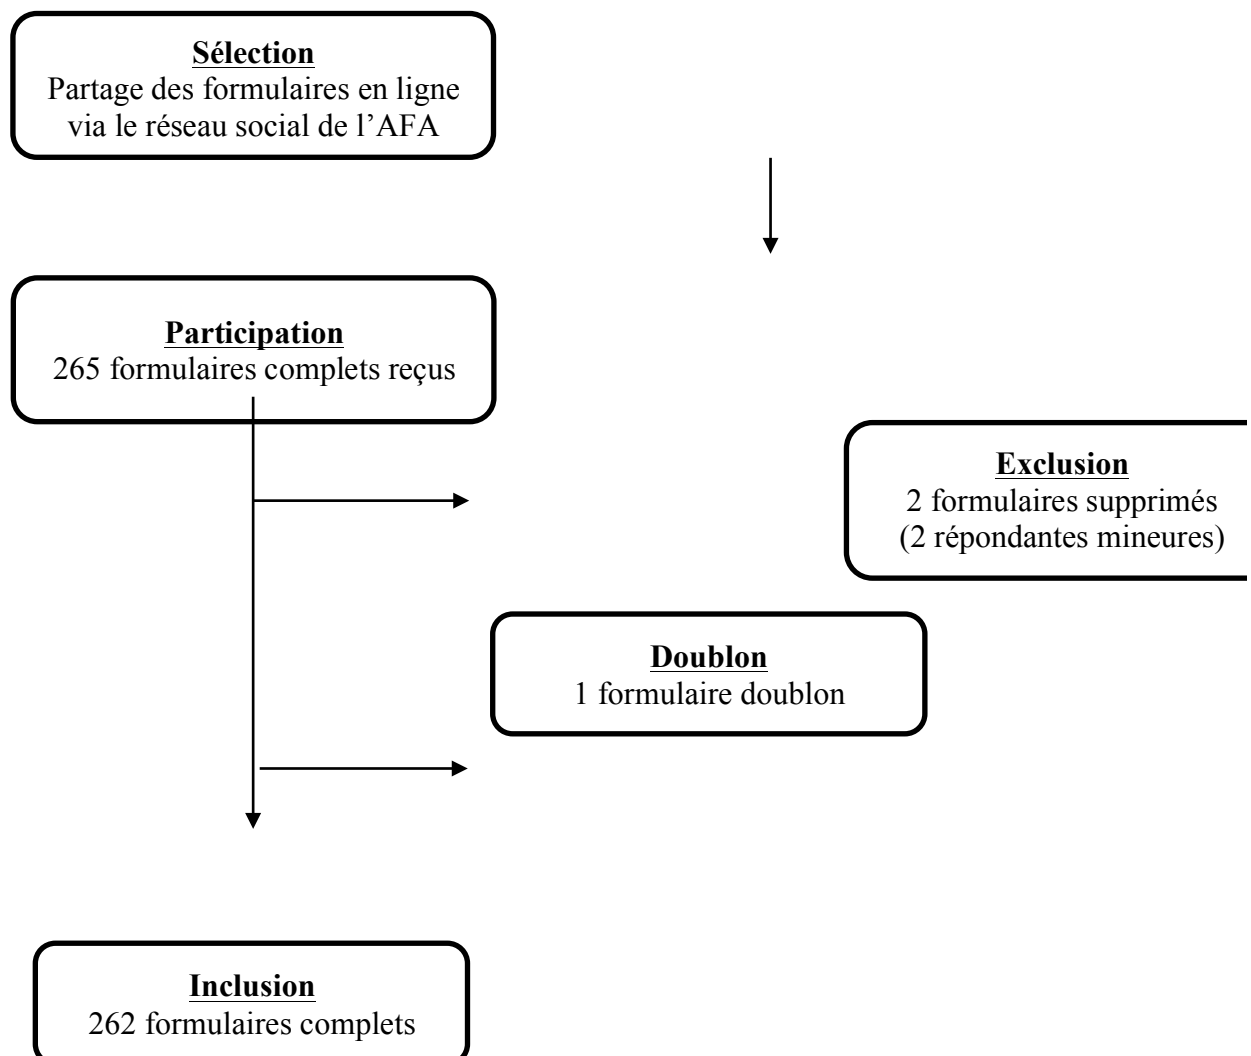 Sélection
Partage des formulaires en ligne
via le réseau social de l’AFA
Participation
265 formulaires complets reçus
Exclusion
2 formulaires supprimés
(2 répondantes mineures)
Doublon
1 formulaire doublon
Inclusion
262 formulaires complets